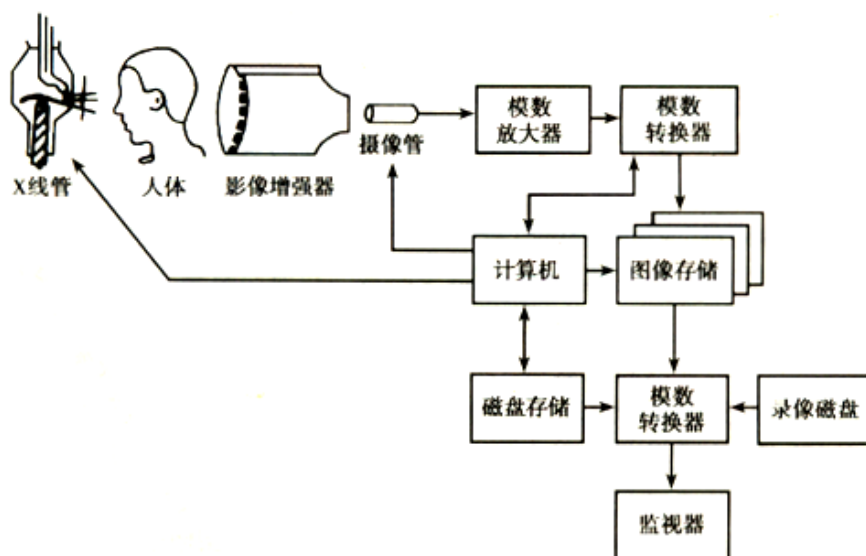 模数
放大器
模数
转换器
摄像管
X线管
人体
影像增强器
计算机
图像存储
磁盘存储
模数
转换器
录像磁盘
监视器